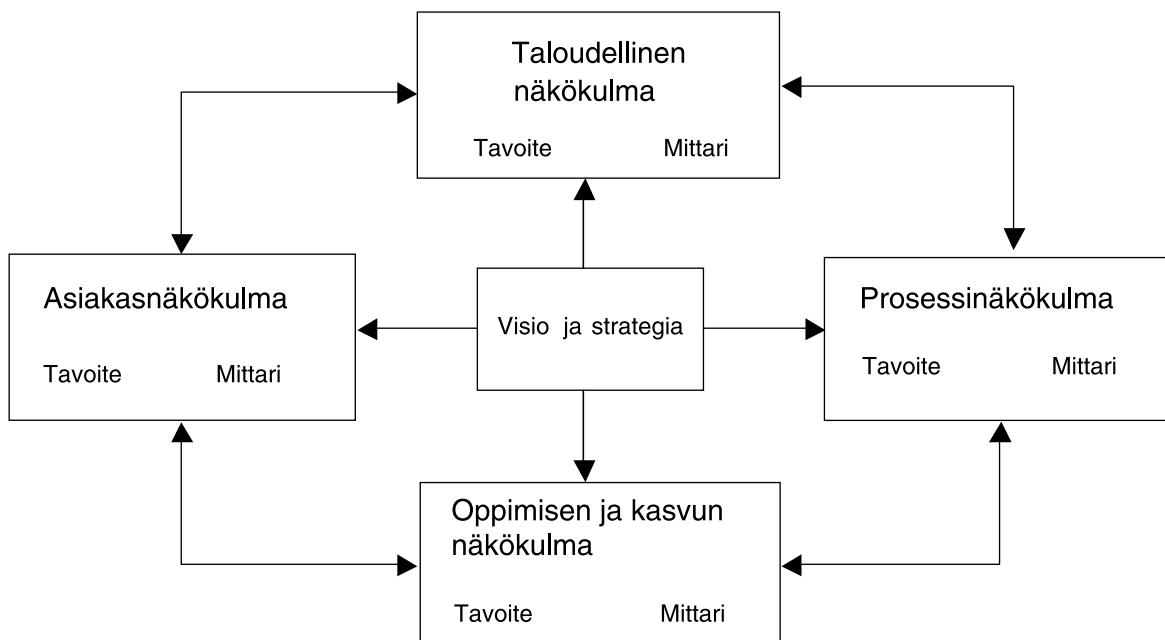 Taloudellinen
näkökulma
Tavoite Mittari
Asiakasnäkökulma
Tavoite Mittari
Visio ja strategia
Prosessinäkökulma
Tavoite Mittari
Oppimisen ja kasvun
näkökulma
Tavoite Mittari